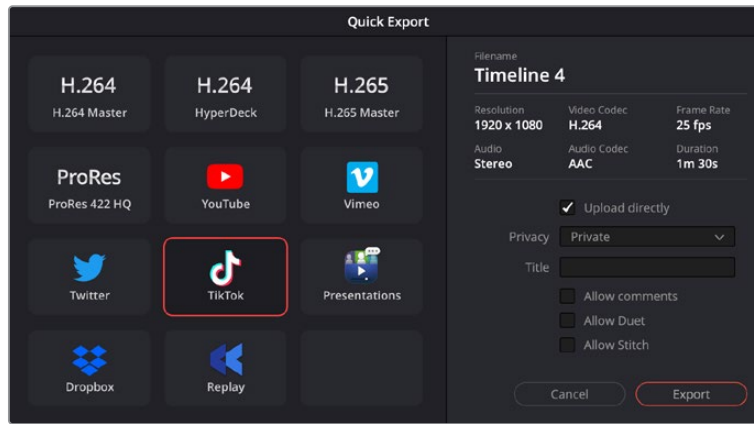 Quick Export
H.264
H.264 Master
H.264
HyperDeck
H.265
H.265 Master
ProRes
ProRes 422 HQ
YouTube
Vimeo
Twitter
TikTok
Presentations
Dropbox
Replay
Filename
Timeline 4
Resolution Video Codec Frame Rate
1920 x 1080 H.264 25 fps
Audio Audio Codec Duration
Stereo AAC 1m 30s
Upload directly
Privacy Private
Title
Allow comments
Allow Duet
Allow Stitch
Cancel Export